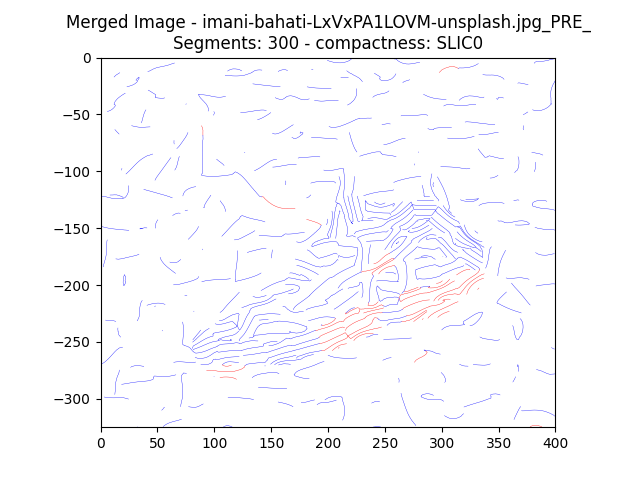 Merged Image - imani-bahati-LxVxPA1LOVM-unsplash.jpg_PRE_
Segments: 300 - compactness: SLIC0
0
−50
−100
−150
−200
−250
−300
0 50 100 150 200 250 300 350 400